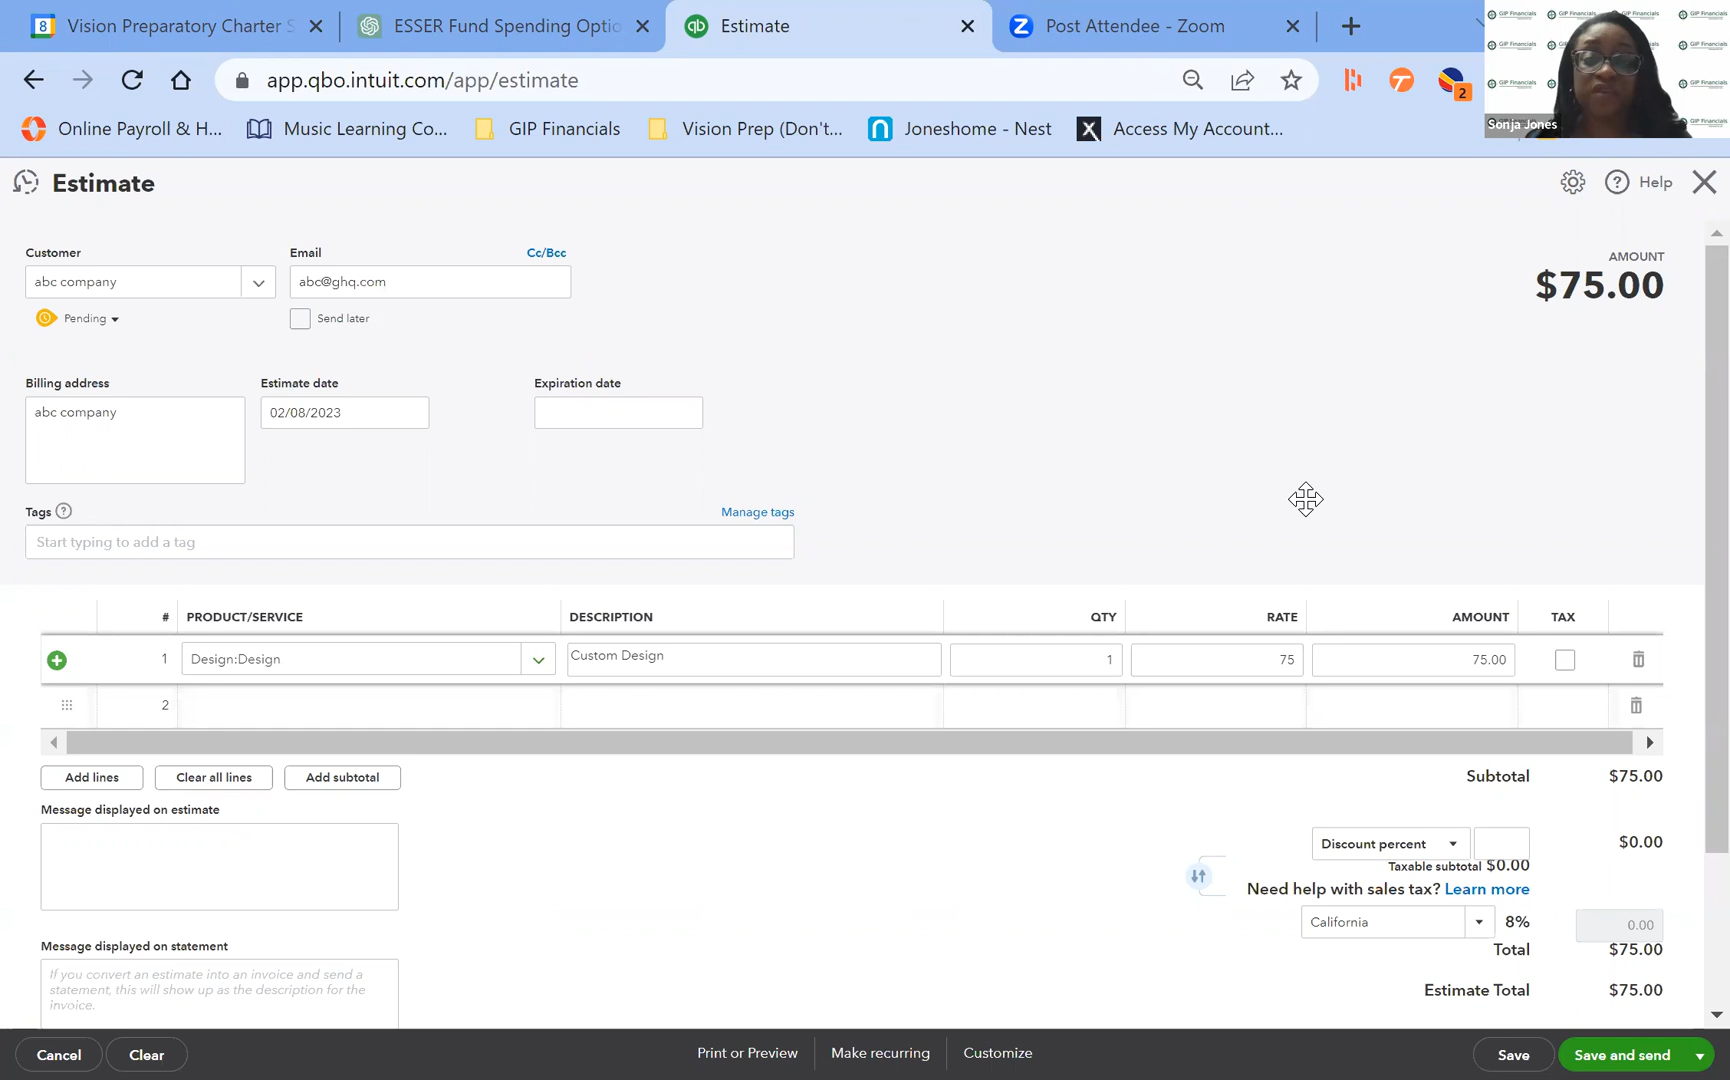 8 Vision Preparatory Charter S
ESSER Fund Spending Optio
qb Estimate
Z Post Attendee - Zoom
app.qbo.intuit.com/app/estimate
2
Online Payroll & H...
Music Learning Co...
GIP Financials
Vision Prep (Don't...
Joneshome - Nest
Access My Account...
GIP Financials
Sonja Jones
Estimate
Help
Customer
Email
Cc/Bcc
AMOUNT
abc company
abc@ghq.com
$75.00
Pending
Send later
Billing address
Estimate date
Expiration date
abc company
02/08/2023
Tags
Manage tags
Start typing to add a tag
# PRODUCT/SERVICE DESCRIPTION QTY RATE AMOUNT TAX
1 Design:Design Custom Design 1 75 75.00
2
Add lines
Clear all lines
Add subtotal
Subtotal $75.00
Message displayed on estimate
Discount percent $0.00
Taxable subtotal $0.00
Need help with sales tax? Learn more
California 8% 0.00
Message displayed on statement
Total $75.00
If you convert an estimate into an invoice and send a
statement, this will show up as the description for the
invoice.
Estimate Total $75.00
Cancel
Clear
Print or Preview
Make recurring
Customize
Save
Save and send